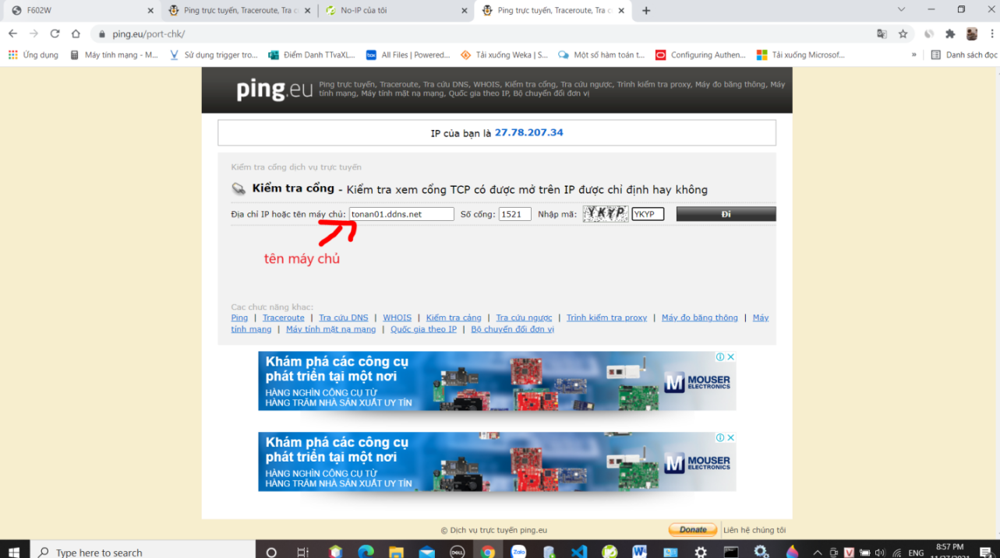 F602W
Ping trực tuyến, Traceroute, Tra c
No-IP của tôi
Ping trực tuyến, Traceroute, Tra c
ping.eu/port-chk/
Ứng dụng
Máy tính mạng - M...
Sử dụng trigger tro...
Điểm Danh TTvaXL...
All Files | Powered...
Tải xuống Weka | S...
Một số hàm toán t...
Configuring Authen...
Tải xuống Microsof...
»
Danh sách đọc
ping.eu
Ping trực tuyến, Traceroute, Tra cứu DNS, WHOIS, Kiểm tra cổng, Tra cứu ngược, Trình kiểm tra proxy, Máy đo băng thông, Máy
tính mạng, Máy tính mặt nạ mạng, Quốc gia theo IP, Bộ chuyển đổi đơn vị
IP của bạn là 27.78.207.34
Kiểm tra cổng dịch vụ trực tuyến
Kiểm tra cổng - Kiểm tra xem cổng TCP có được mở trên IP được chỉ định hay không
Địa chỉ IP hoặc tên máy chủ: tonan01.ddns.net Số cổng: 1521 Nhập mã: YKYP YKYP Đi
tên máy chủ
Các chức năng khác:
Ping | Traceroute | Tra cứu DNS | WHOIS | Kiểm tra cảng | Tra cứu ngược | Trình kiểm tra proxy | Máy đo băng thông | Máy
tính mạng | Máy tính mặt nạ mạng | Quốc gia theo IP | Bộ chuyển đổi đơn vị
Khám phá các công cụ
phát triển tại một nơi
HÀNG NGHÌN CÔNG CỤ TỪ
HÀNG TRĂM NHÀ SẢN XUẤT UY TÍN
M MOUSER
ELECTRONICS
Khám phá các công cụ
phát triển tại một nơi
HÀNG NGHÌN CÔNG CỤ TỪ
HÀNG TRĂM NHÀ SẢN XUẤT UY TÍN
M MOUSER
ELECTRONICS
© Dịch vụ trực tuyến ping.eu
Donate
Liên hệ chúng tôi
Type here to search
DELL
Zalo
ENG
8:57 PM
11/27/2021